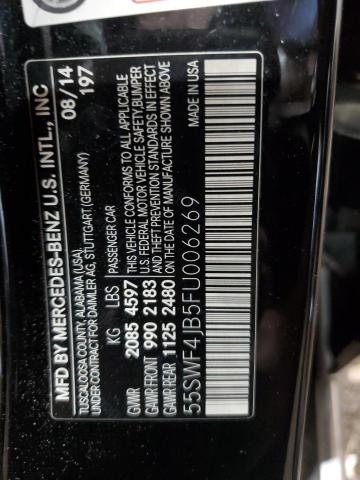 MFD BY MERCEDES-BENZ U.S. INTL., INC
TUSCALOOSA COUNTY, ALABAMA (USA) 08/14
CONSTRUCTED FOR DAIMLER AG, STUTTGART (GERMANY) 197
KG LBS PASSENGER CAR
GVWR 2085 4597 THIS VEHICLE CONFORMS TO ALL APPLICABLE
GAWR FRONT 990 2183 U.S. FEDERAL MOTOR VEHICLE SAFETY, BUMPER
GAWR REAR 1125 2480 AND THEFT PREVENTION STANDARDS IN EFFECT
ON THE DATE OF MANUFACTURE SHOWN ABOVE
55SWF4JB5FU006269 MADE IN USA